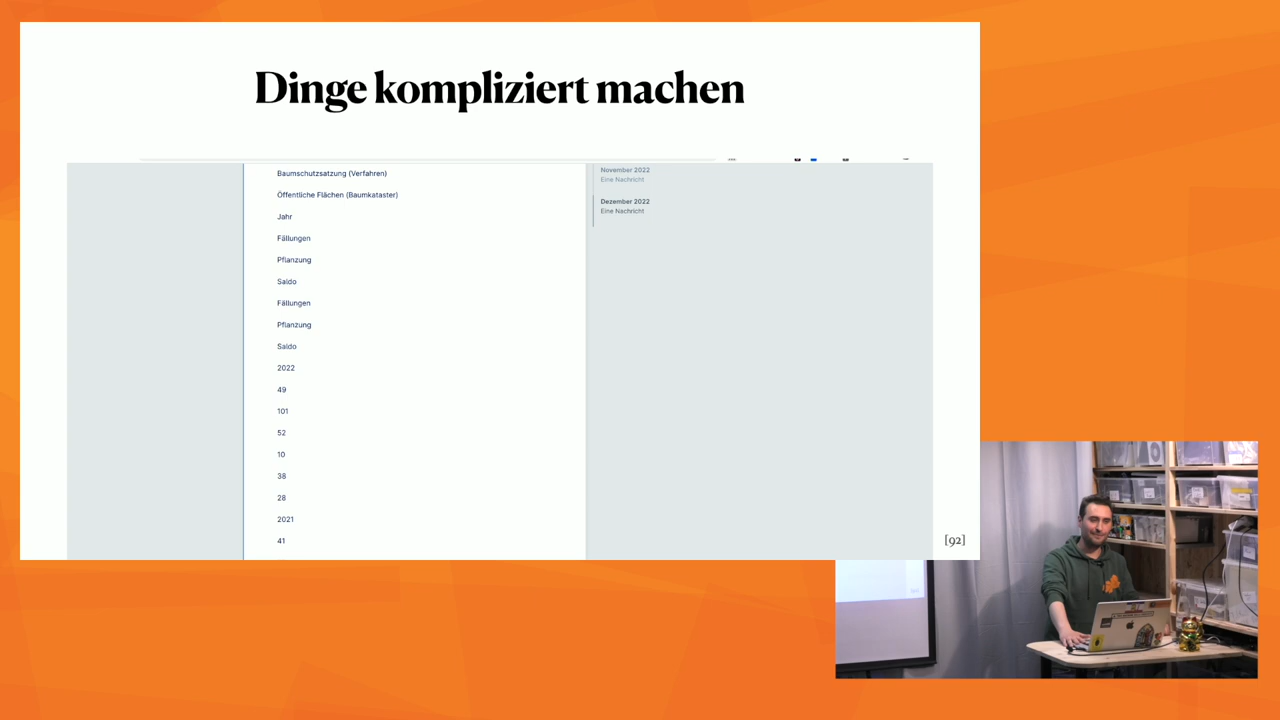 Dinge kompliziert machen
Baumschutzsatzung (Verfahren)
Öffentliche Flächen (Baumkataster)
Jahr
Fällungen
Pflanzung
Saldo
Fällungen
Pflanzung
Saldo
2022
49
101
52
10
38
28
2021
41
November 2022
Eine Nachricht
Dezember 2022
Eine Nachricht
[92]